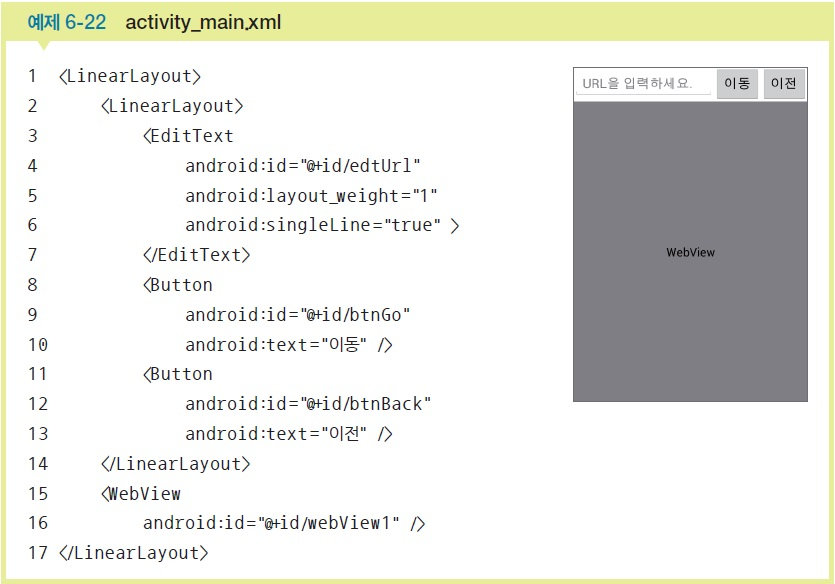 예제 6-22 activity_main.xml
1 <LinearLayout>
2 <LinearLayout>
3 <EditText
4 android:id="@+id/edtUrl"
5 android:layout_weight="1"
6 android:singleLine="true" >
7 </EditText>
8 <Button
9 android:id="@+id/btnGo"
10 android:text="이동" />
11 <Button
12 android:id="@+id/btnBack"
13 android:text="이전" />
14 </LinearLayout>
15 <WebView
16 android:id="@+id/webView1" />
17 </LinearLayout>
URL을 입력하세요. 이동 이전
WebView